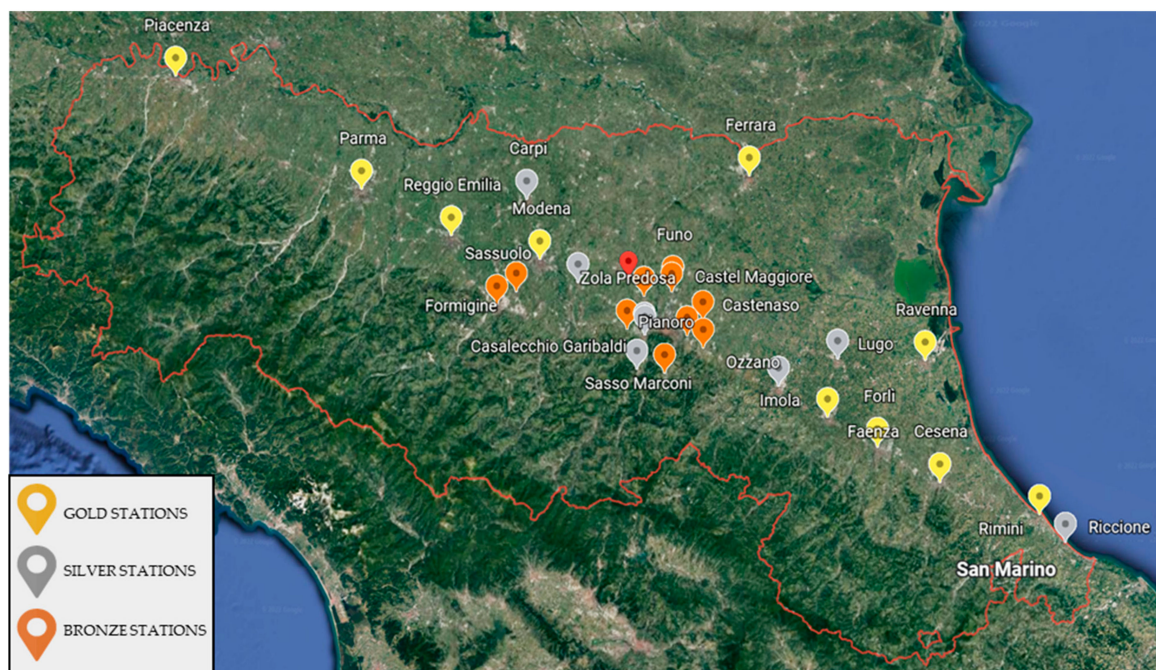 Piacenza
Parma
Carpi
Ferrara
Reggio Emilia
Modena
Sassuolo
Funo
Zola Predosa
Castel Maggiore
Formigine
Castenaso
Pianoro
Ravenna
Casalecchio Garibaldi
Lugo
Sasso Marconi
Ozzano
Imola
Forlì
Faenza
Cesena
Rimini
Riccione
San Marino
GOLD STATIONS
SILVER STATIONS
BRONZE STATIONS